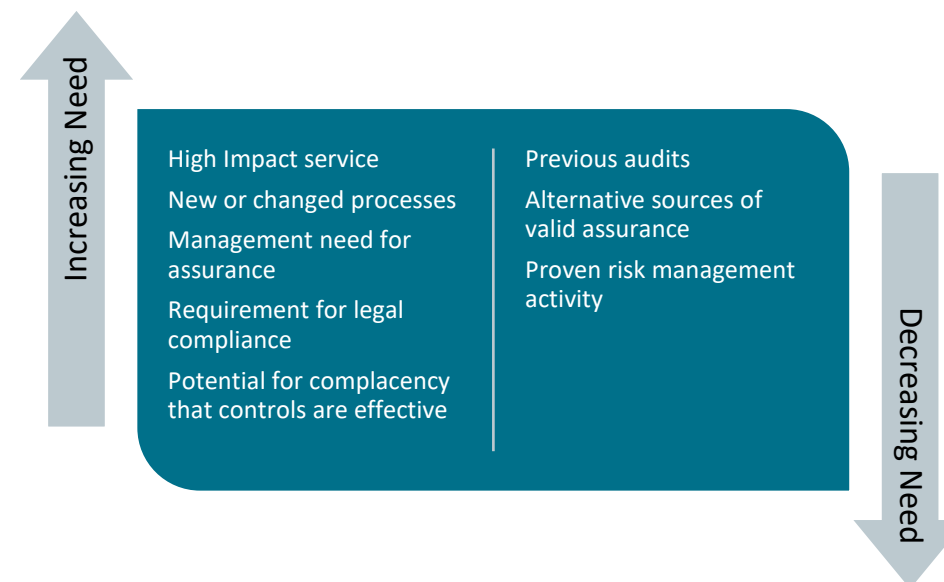 Increasing Need
High Impact service
New or changed processes
Management need for
assurance
Requirement for legal
compliance
Potential for complacency
that controls are effective
Previous audits
Alternative sources of
valid assurance
Proven risk management
activity
Decreasing Need